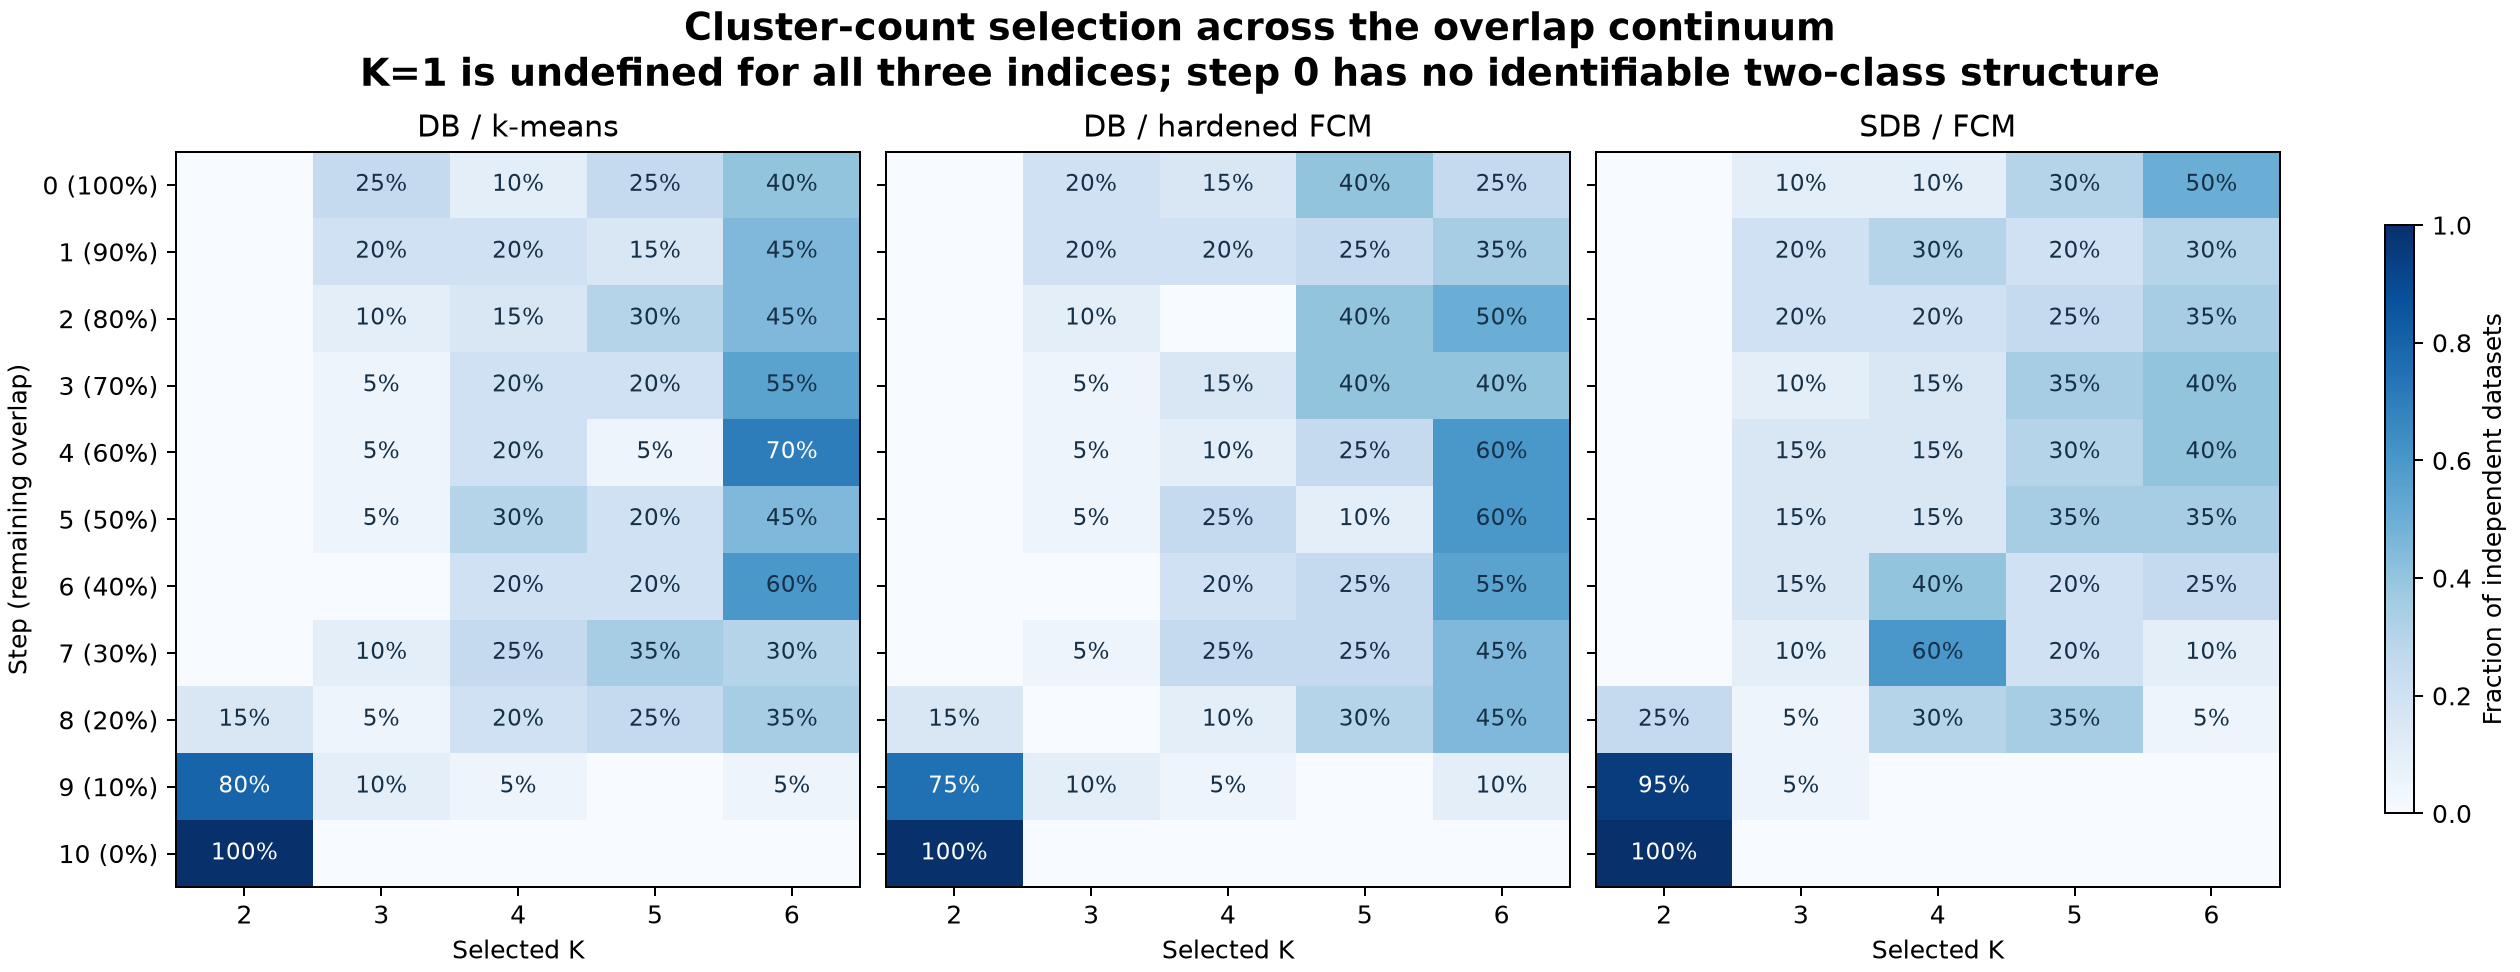 Cluster-count selection across the overlap continuum
K=1 is undefined for all three indices; step 0 has no identifiable two-class structure
DB / k-means
DB / hardened FCM
SDB / FCM
Step (remaining overlap)
0 (100%) 25% 10% 25% 40% 20% 15% 40% 25% 10% 10% 30% 50%
1 (90%) 20% 20% 15% 45% 20% 20% 25% 35% 20% 30% 20% 30%
2 (80%) 10% 15% 30% 45% 10% 40% 50% 20% 20% 25% 35%
3 (70%) 5% 20% 20% 55% 5% 15% 40% 40% 10% 15% 35% 40%
4 (60%) 5% 20% 5% 70% 5% 10% 25% 60% 15% 15% 30% 40%
5 (50%) 5% 30% 20% 45% 5% 25% 10% 60% 15% 15% 35% 35%
6 (40%) 20% 20% 60% 20% 25% 55% 15% 40% 20% 25%
7 (30%) 10% 25% 35% 30% 5% 25% 25% 45% 10% 60% 20% 10%
8 (20%) 15% 5% 20% 25% 35% 15% 10% 30% 45% 25% 5% 30% 35% 5%
9 (10%) 80% 10% 5% 5% 75% 10% 5% 10% 95% 5%
10 (0%) 100% 100% 100%
2 3 4 5 6 2 3 4 5 6 2 3 4 5 6
Selected K Selected K Selected K
1.0
0.8
0.6
0.4
0.2
0.0
Fraction of independent datasets